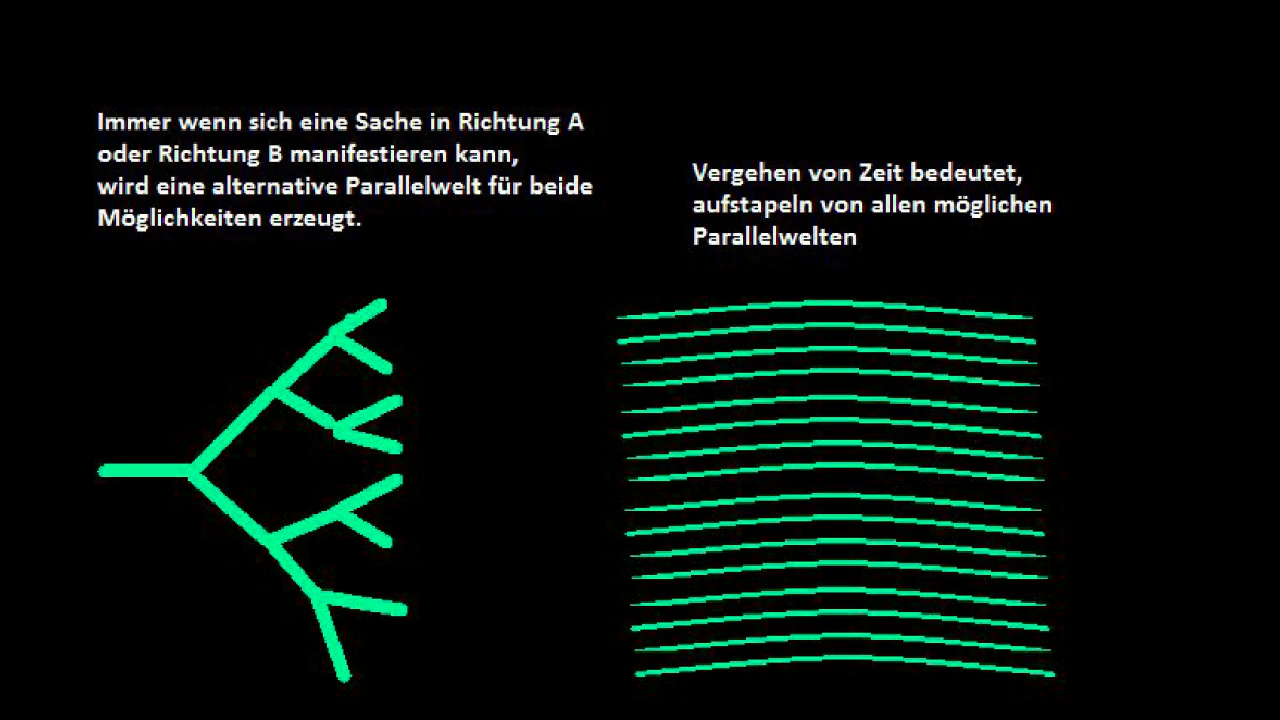 Immer wenn sich eine Sache in Richtung A
oder Richtung B manifestieren kann,
wird eine alternative Parallelwelt für beide
Möglichkeiten erzeugt.
Vergehen von Zeit bedeutet,
aufstapeln von allen möglichen
Parallelwelten